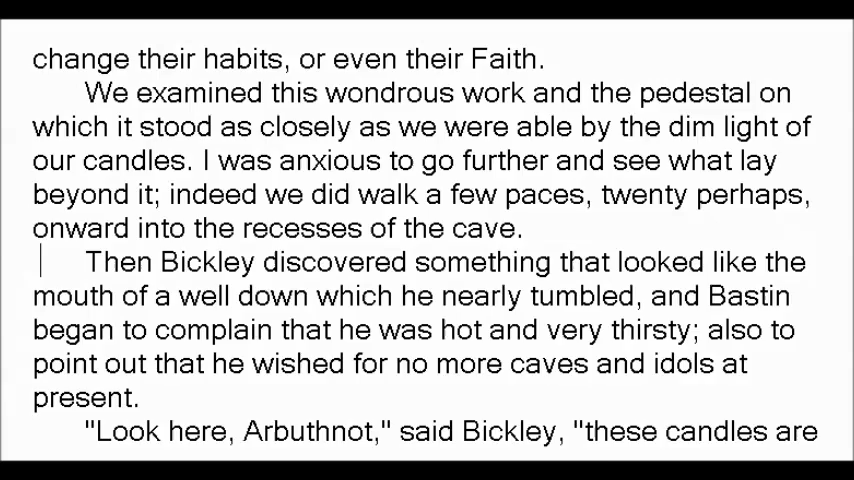 change their habits, or even their Faith.
We examined this wondrous work and the pedestal on
which it stood as closely as we were able by the dim light of
our candles. I was anxious to go further and see what lay
beyond it; indeed we did walk a few paces, twenty perhaps,
onward into the recesses of the cave.
Then Bickley discovered something that looked like the
mouth of a well down which he nearly tumbled, and Bastin
began to complain that he was hot and very thirsty; also to
point out that he wished for no more caves and idols at
present.
"Look here, Arbuthnot," said Bickley, "these candles are